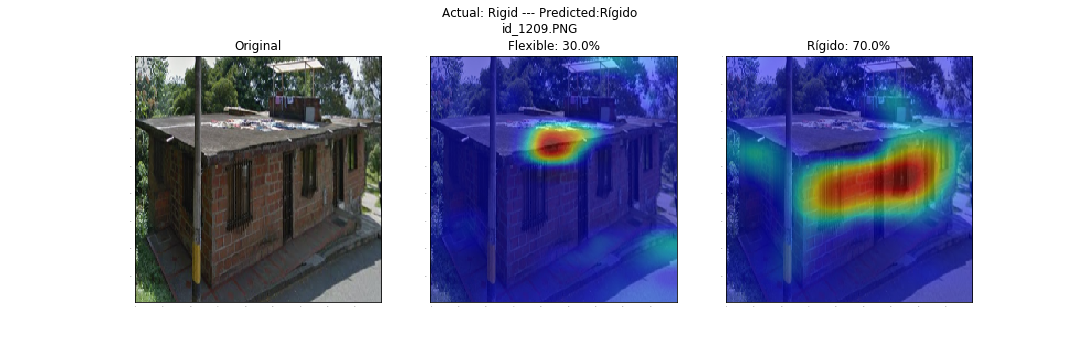 Actual: Rigid --- Predicted:Rígido
id_1209.PNG
Original
Flexible: 30.0%
Rígido: 70.0%